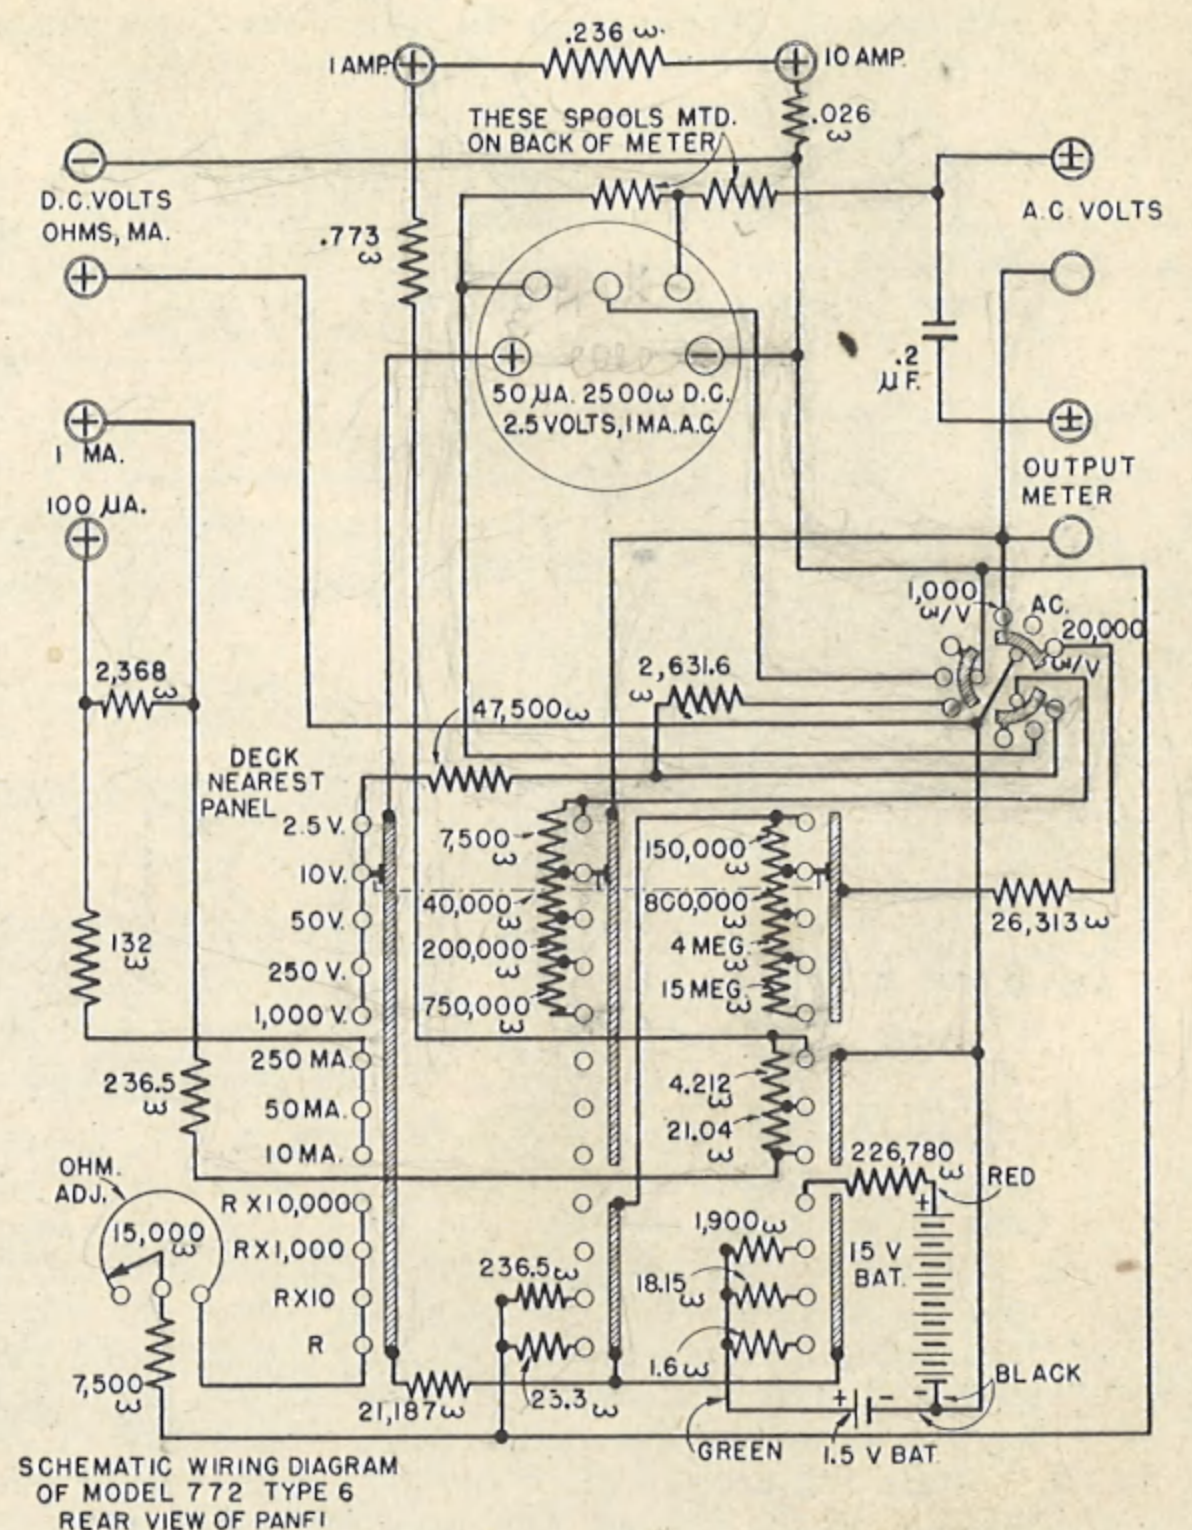 .236 ω
1 AMP.
10 AMP.
.026
ω
THESE SPOOLS MTD.
ON BACK OF METER
D.C. VOLTS
OHMS, MA.
A.C. VOLTS
.773
ω
.2
µF.
50 µA. 2500ω D.C.
2.5 VOLTS, 1 MA. A.C.
1 MA.
OUTPUT
METER
100 µA.
1,000
ω/V
AC.
20,000
ω/V
2,368
ω
2,631.6
ω
47,500ω
DECK
NEAREST
PANEL
2.5 V.
7,500
ω
150,000
ω
10 V.
40,000
ω
800,000
ω
50 V.
26,313 ω
132
ω
200,000
ω
4 MEG.
ω
250 V.
750,000
ω
15 MEG.
ω
1,000 V.
250 MA.
236.5
ω
4.212
ω
50 MA.
21.04
ω
10 MA.
226,780
ω
RED
OHM.
ADJ.
R X10,000
+
15,000
ω
RX1,000
1,900ω
15 V
BAT.
236.5ω
RX10
18.15
ω
R
1.6ω
7,500
ω
21,187ω
23.3
ω
BLACK
+ - -
GREEN
1.5 V BAT.
SCHEMATIC WIRING DIAGRAM
OF MODEL 772 TYPE 6
REAR VIEW OF PANEL